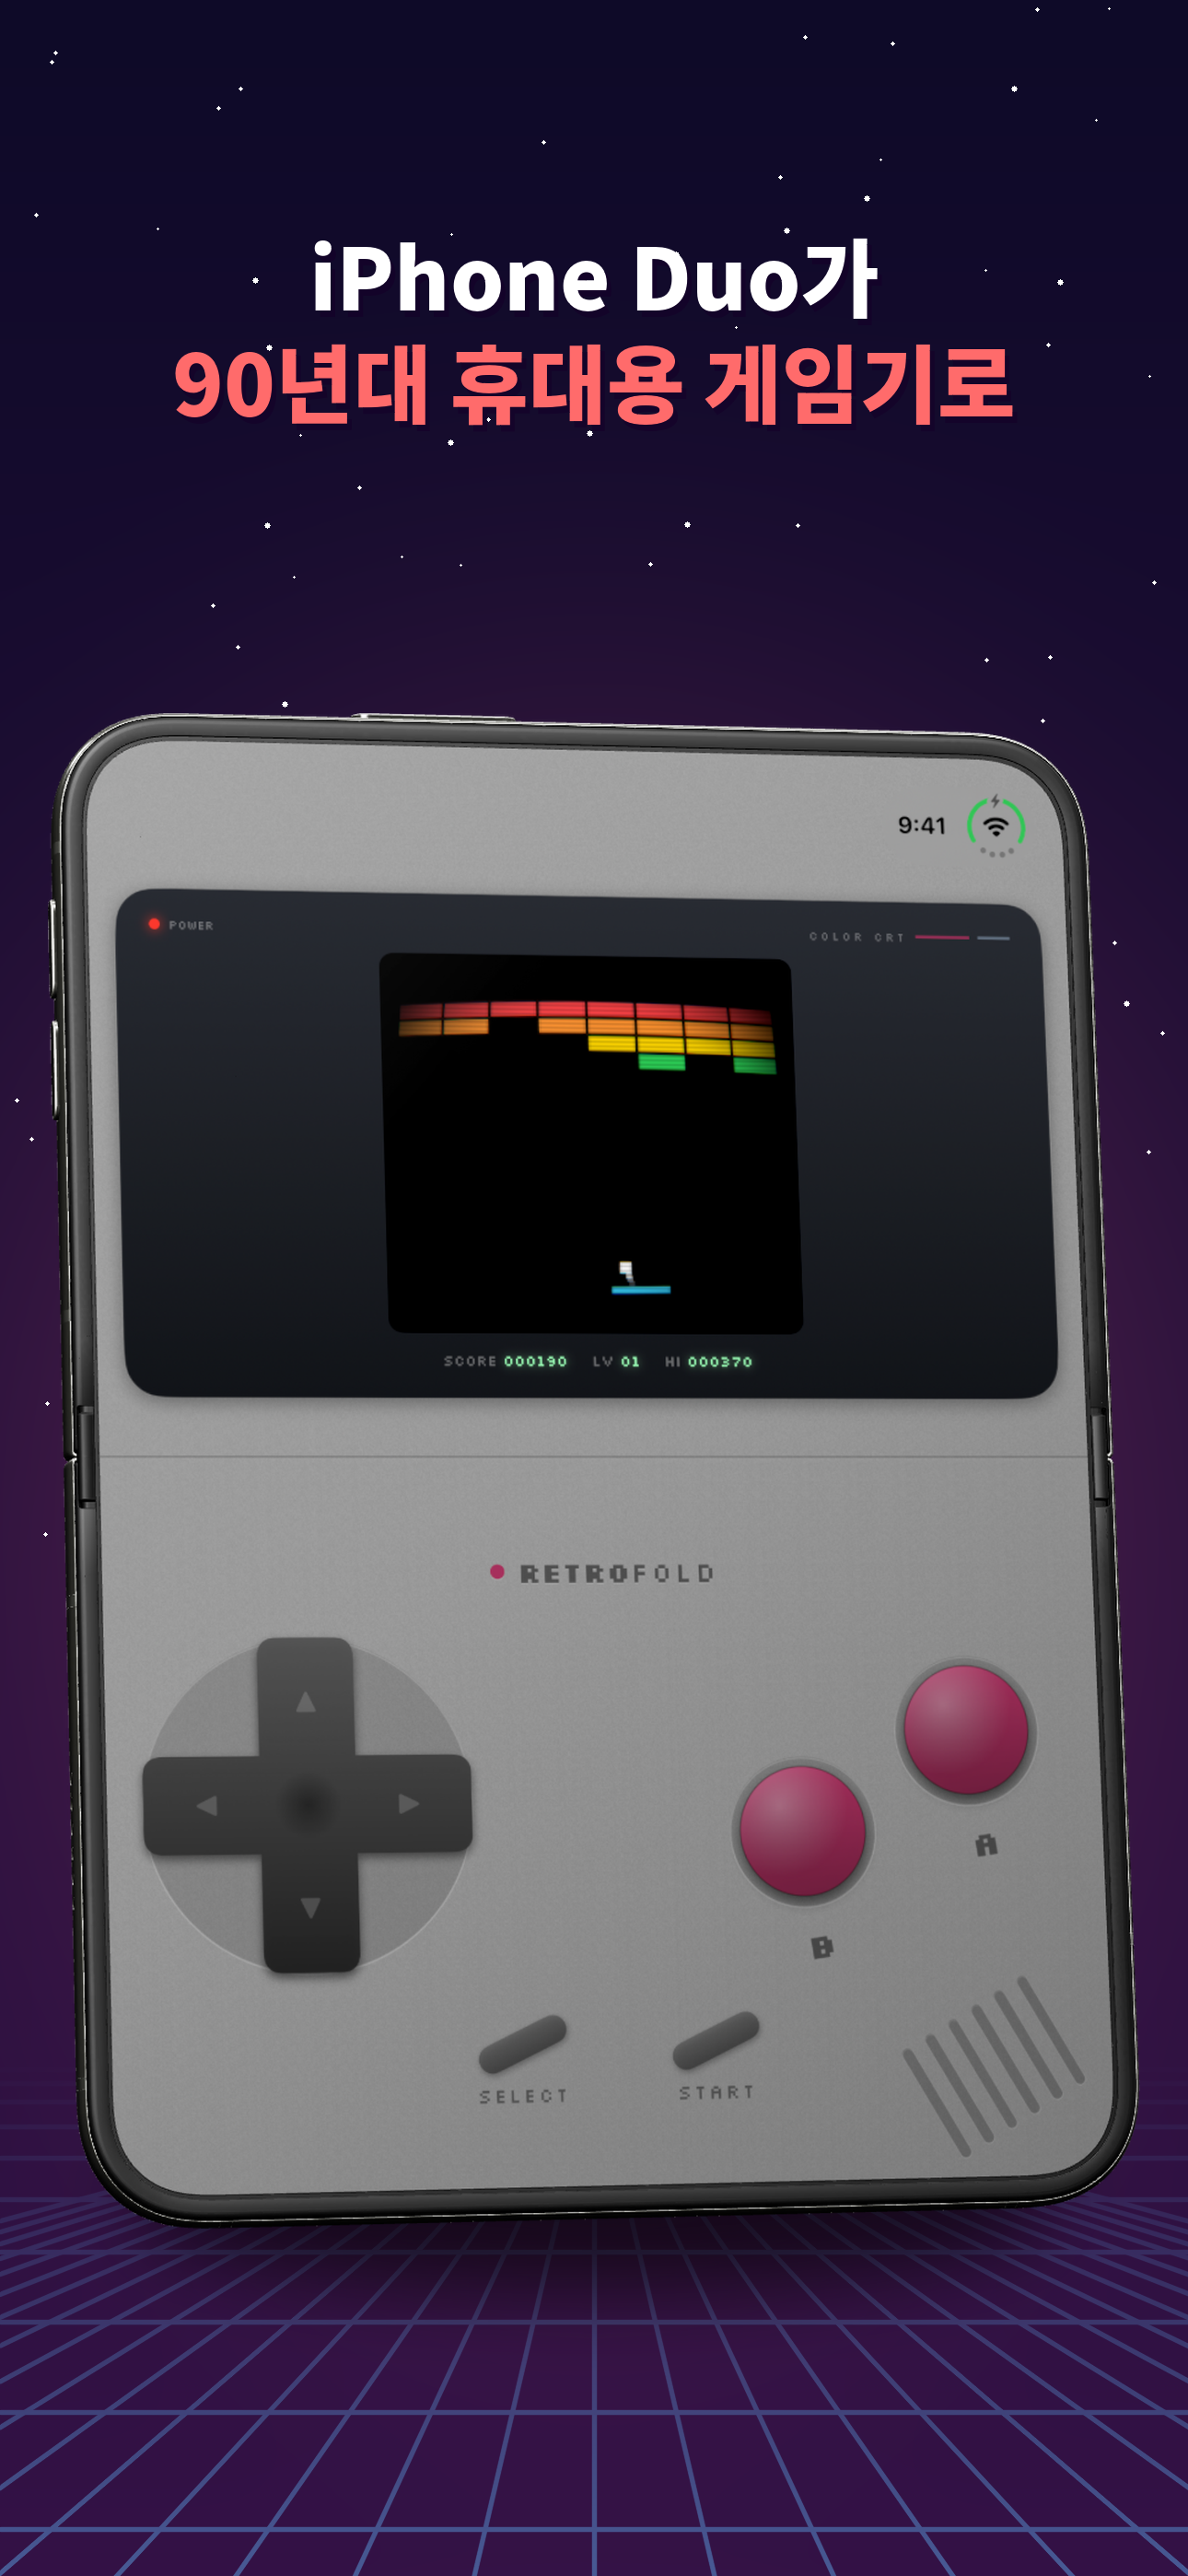 iPhone Duo가
90년대 휴대용 게임기로
9:41
POWER
COLOR CRT
SCORE 000190 LV 01 HI 000370
RETROFOLD
A
B
SELECT
START